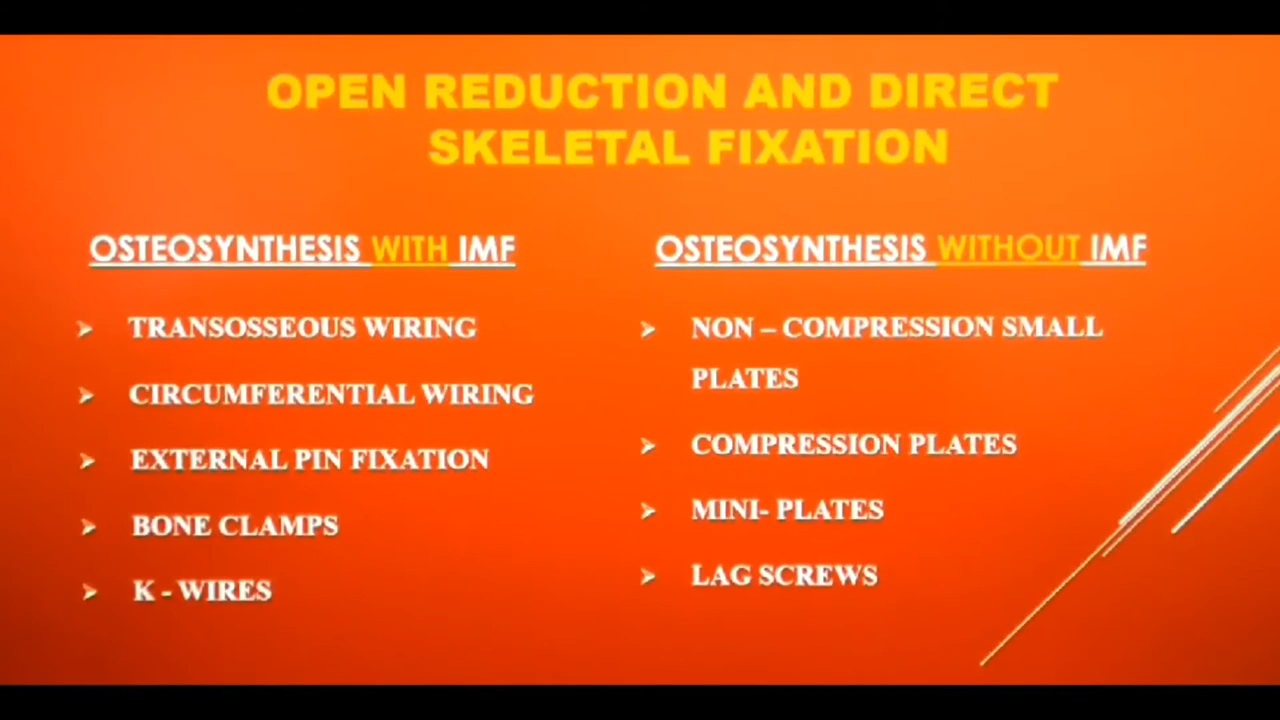 OPEN REDUCTION AND DIRECT
SKELETAL FIXATION
OSTEOSYNTHESIS WITH IMF
➢ TRANSOSSEOUS WIRING
➢ CIRCUMFERENTIAL WIRING
➢ EXTERNAL PIN FIXATION
➢ BONE CLAMPS
➢ K - WIRES
OSTEOSYNTHESIS WITHOUT IMF
➢ NON – COMPRESSION SMALL
PLATES
➢ COMPRESSION PLATES
➢ MINI- PLATES
➢ LAG SCREWS